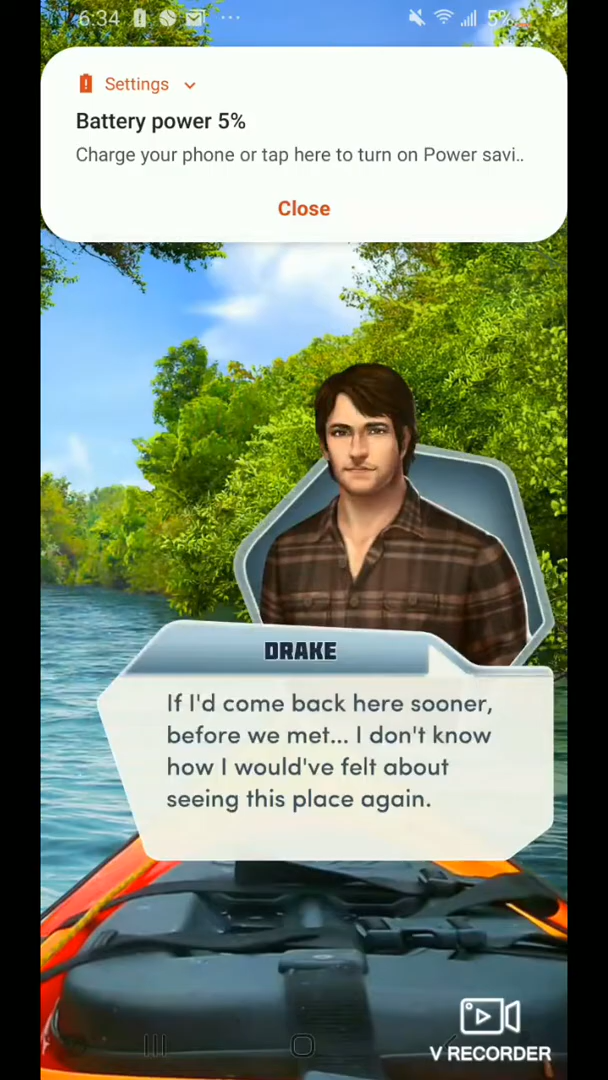 6:34 ... 5%
Settings
Battery power 5%
Charge your phone or tap here to turn on Power savi..
Close
DRAKE
If I'd come back here sooner,
before we met... I don't know
how I would've felt about
seeing this place again.
V RECORDER